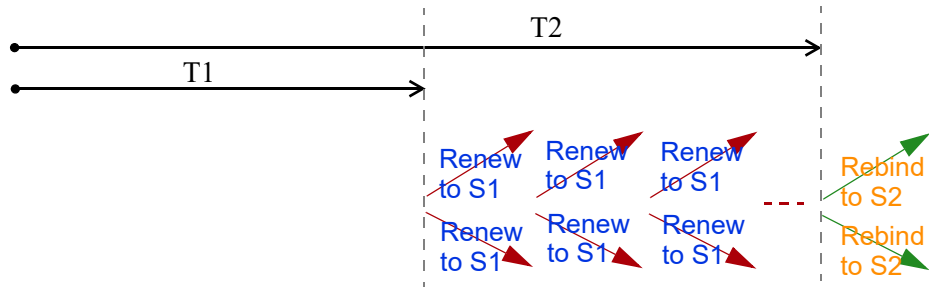 T2
T1
Renew
to S1
Renew
to S1
Renew
to S1
Rebind
to S2
Renew
to S1
Renew
to S1
Renew
to S1
Rebind
to S2